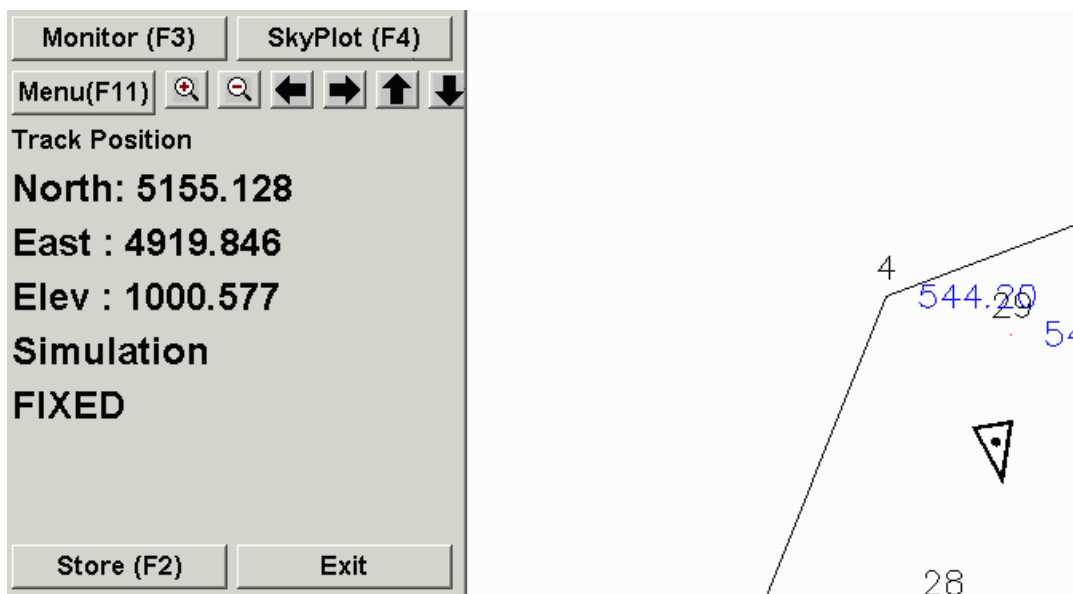 Monitor (F3) SkyPlot (F4)
Menu(F11)
Track Position
North: 5155.128
East : 4919.846
Elev : 1000.577
Simulation
FIXED
Store (F2) Exit
4
544.20
29
54
28